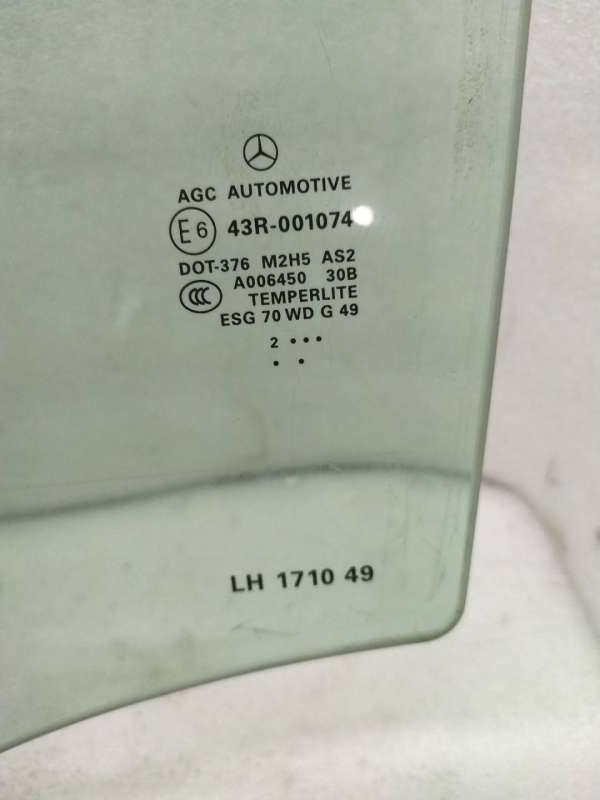 AGC AUTOMOTIVE
E6 43R-001074
DOT-376 M2H5 AS2
A006450 30B
CCC TEMPERLITE
ESG 70 WD G 49
2 •••
• •
LH 1710 49